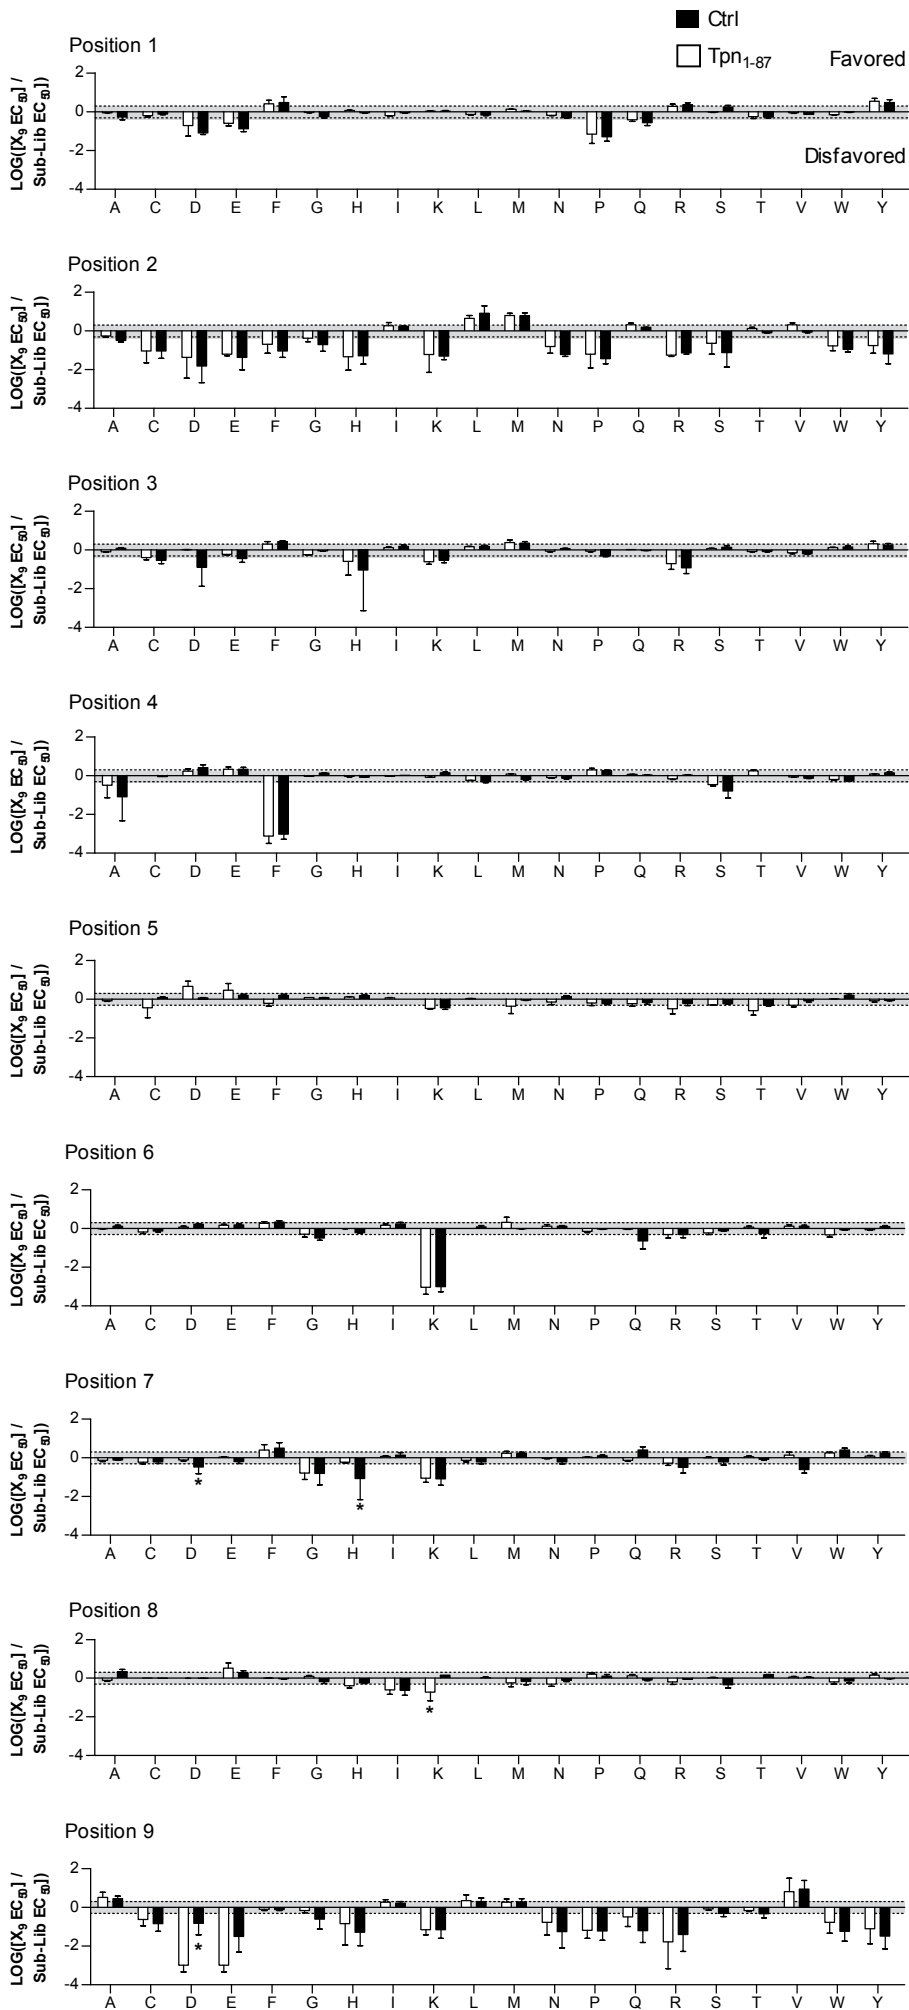 Ctrl
Tpn1-87
Favored
Disfavored
Position 1
LOG([X9 EC50] /
Sub-Lib EC50])
2
0
-2
-4
A C D E F G H I K L M N P Q R S T V W Y
Position 2
LOG([X9 EC50] /
Sub-Lib EC50])
2
0
-2
-4
A C D E F G H I K L M N P Q R S T V W Y
Position 3
LOG([X9 EC50] /
Sub-Lib EC50])
2
0
-2
-4
A C D E F G H I K L M N P Q R S T V W Y
Position 4
LOG([X9 EC50] /
Sub-Lib EC50])
2
0
-2
-4
A C D E F G H I K L M N P Q R S T V W Y
Position 5
LOG([X9 EC50] /
Sub-Lib EC50])
2
0
-2
-4
A C D E F G H I K L M N P Q R S T V W Y
Position 6
LOG([X9 EC50] /
Sub-Lib EC50])
2
0
-2
-4
A C D E F G H I K L M N P Q R S T V W Y
Position 7
LOG([X9 EC50] /
Sub-Lib EC50])
2
0
-2
-4
* *
A C D E F G H I K L M N P Q R S T V W Y
Position 8
LOG([X9 EC50] /
Sub-Lib EC50])
2
0
-2
-4
*
A C D E F G H I K L M N P Q R S T V W Y
Position 9
LOG([X9 EC50] /
Sub-Lib EC50])
2
0
-2
-4
*
A C D E F G H I K L M N P Q R S T V W Y